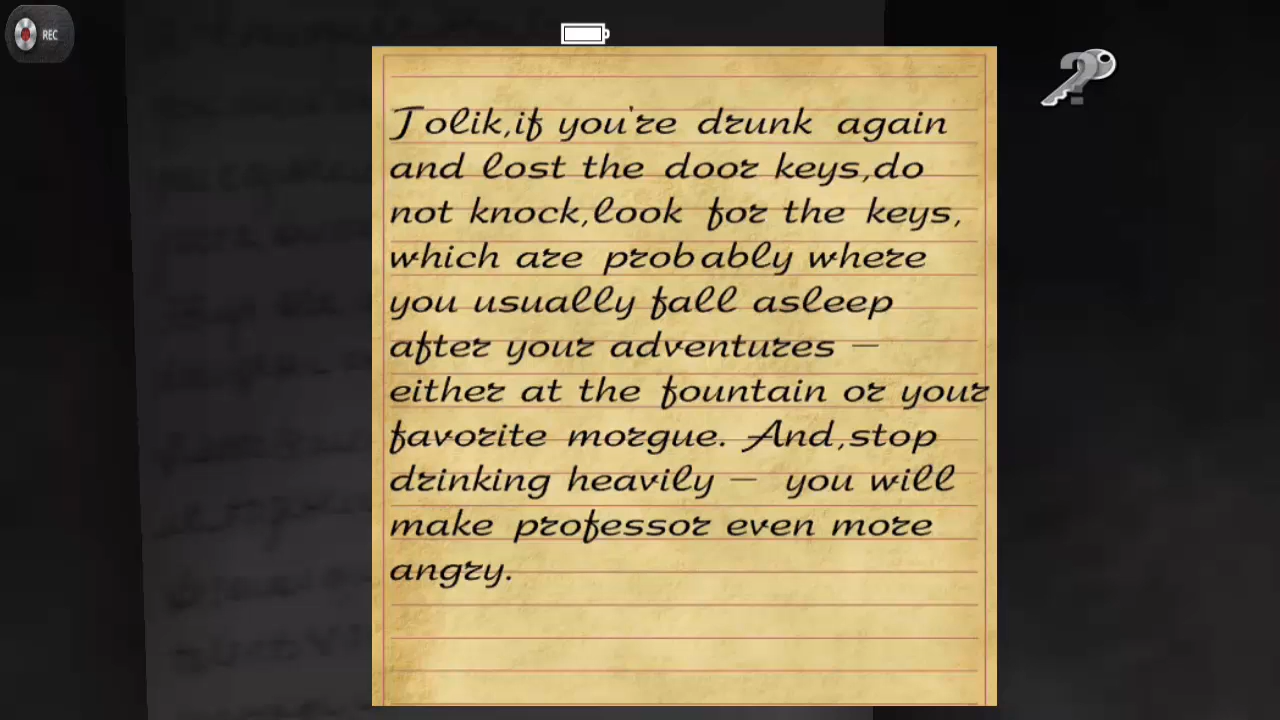 REC
?
Tolik,if you're drunk again
and lost the door keys,do
not knock,look for the keys,
which are probably where
you usually fall asleep
after your adventures —
either at the fountain or your
favorite morgue. And,stop
drinking heavily — you will
make professor even more
angry.